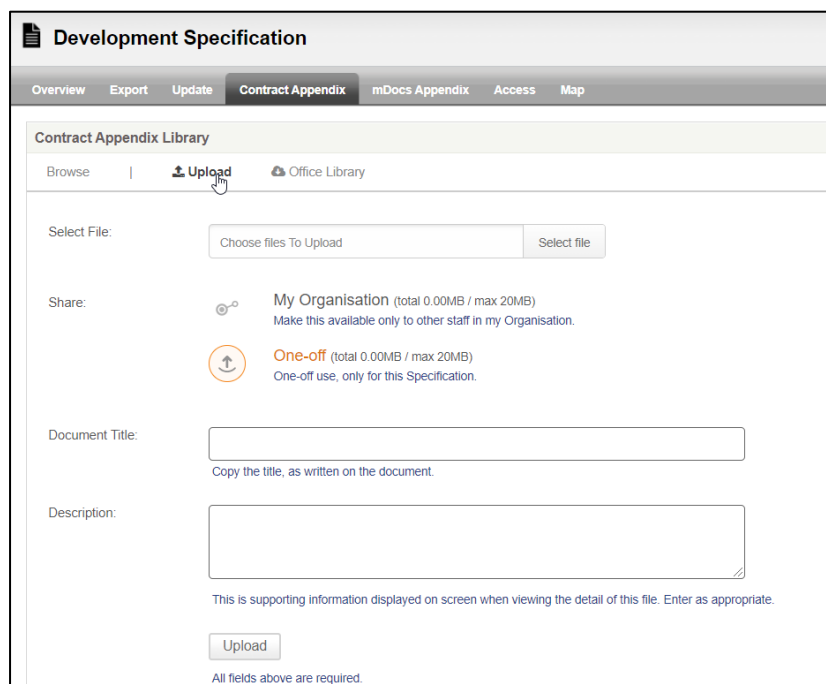 Development Specification
Overview Export Update Contract Appendix mDocs Appendix Access Map
Contract Appendix Library
Browse | Upload Office Library
Select File:
Choose files To Upload Select file
Share:
My Organisation (total 0.00MB / max 20MB)
Make this available only to other staff in my Organisation.
One-off (total 0.00MB / max 20MB)
One-off use, only for this Specification.
Document Title:
Copy the title, as written on the document.
Description:
This is supporting information displayed on screen when viewing the detail of this file. Enter as appropriate.
Upload
All fields above are required.